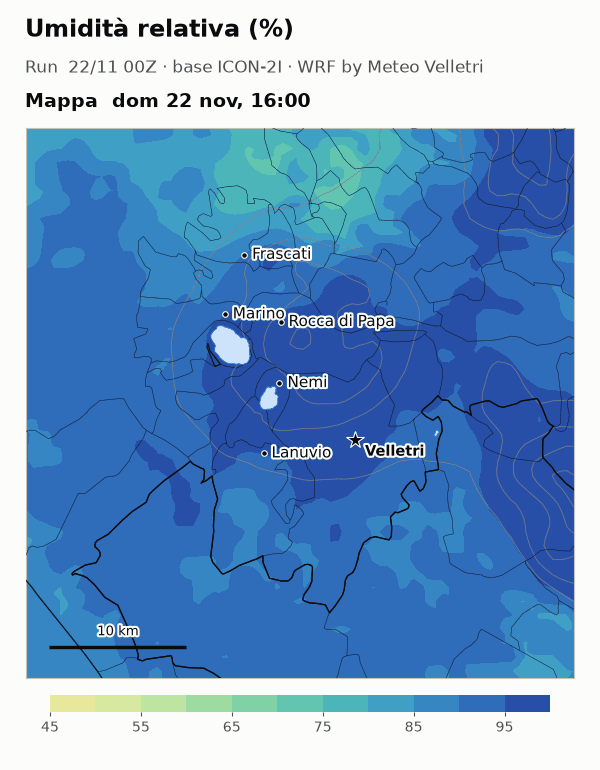 Umidità relativa (%)
Run  22/11 00Z · base ICON-2I · WRF by Meteo Velletri
Mappa  dom 22 nov, 16:00
Frascati
Marino
Rocca di Papa
Nemi
Velletri
Lanuvio
10 km
45 55 65 75 85 95